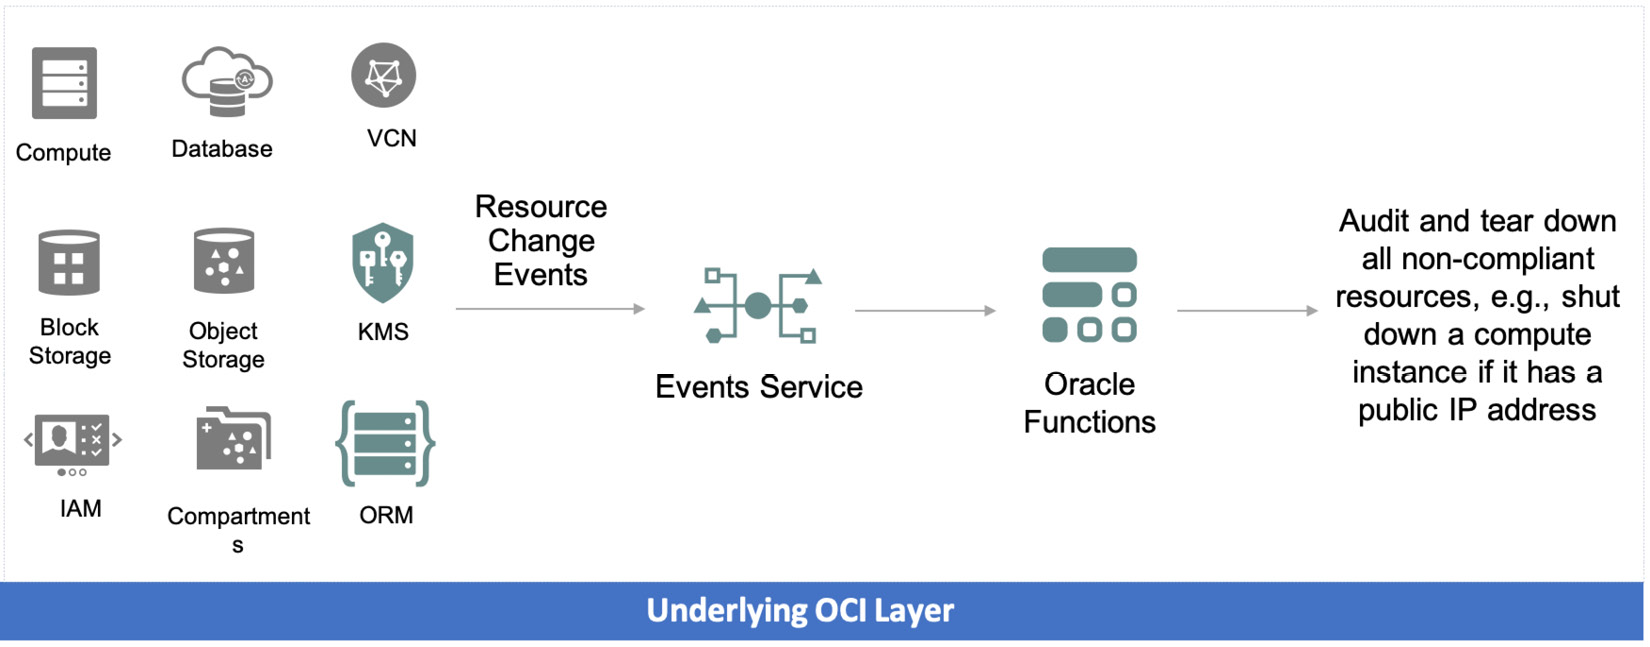 Compute
Database
VCN
Block
Storage
Object
Storage
KMS
IAM
Compartment
s
ORM
Resource
Change
Events
Events Service
Oracle
Functions
Audit and tear down
all non-compliant
resources, e.g., shut
down a compute
instance if it has a
public IP address
Underlying OCI Layer